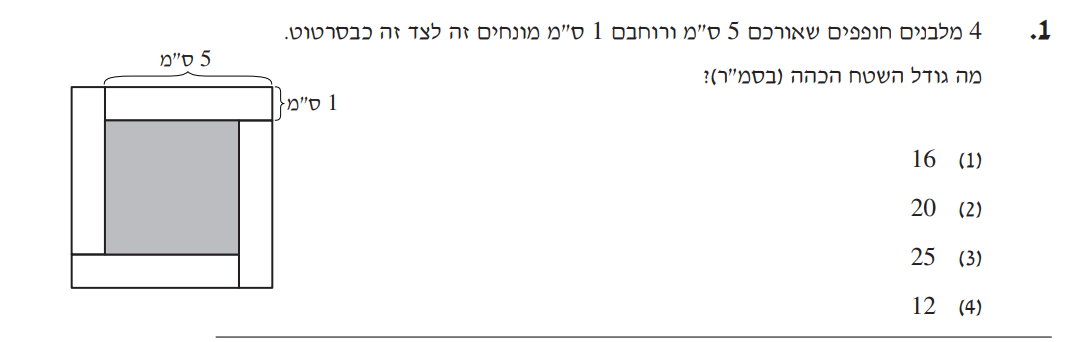 1. 4 מלבנים חופפים שאורכם 5 ס"מ ורוחבם 1 ס"מ מונחים זה לצד זה כבסרטוט.
מה גודל השטח הכהה (בסמ"ר)?
5 ס"מ
1 ס"מ
(1) 16
(2) 20
(3) 25
(4) 12